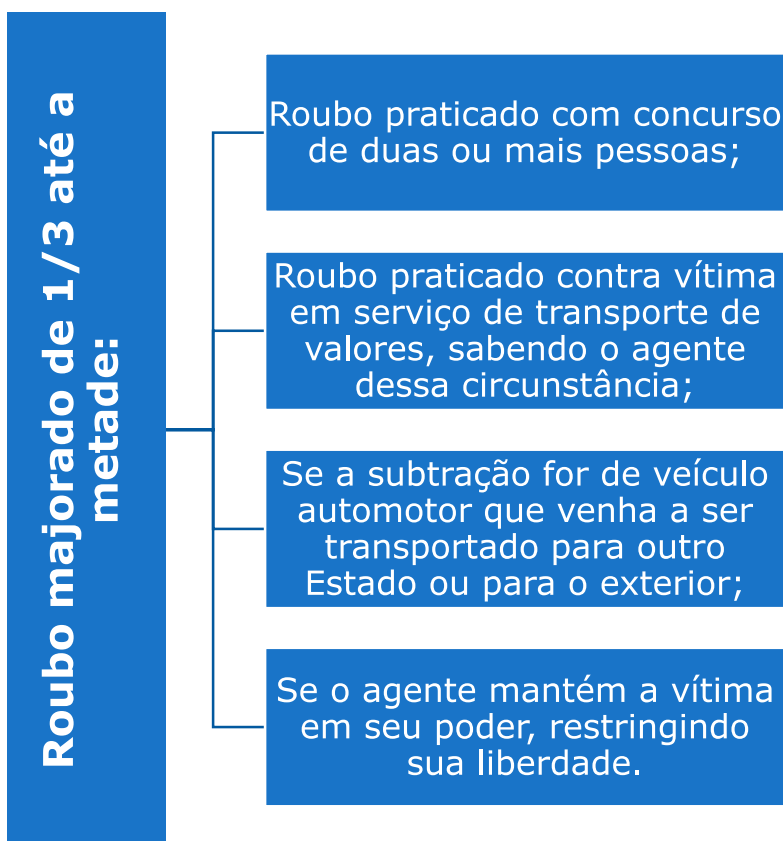 Roubo majorado de 1/3 até a
metade:
Roubo praticado com concurso
de duas ou mais pessoas;
Roubo praticado contra vítima
em serviço de transporte de
valores, sabendo o agente
dessa circunstância;
Se a subtração for de veículo
automotor que venha a ser
transportado para outro
Estado ou para o exterior;
Se o agente mantém a vítima
em seu poder, restringindo
sua liberdade.